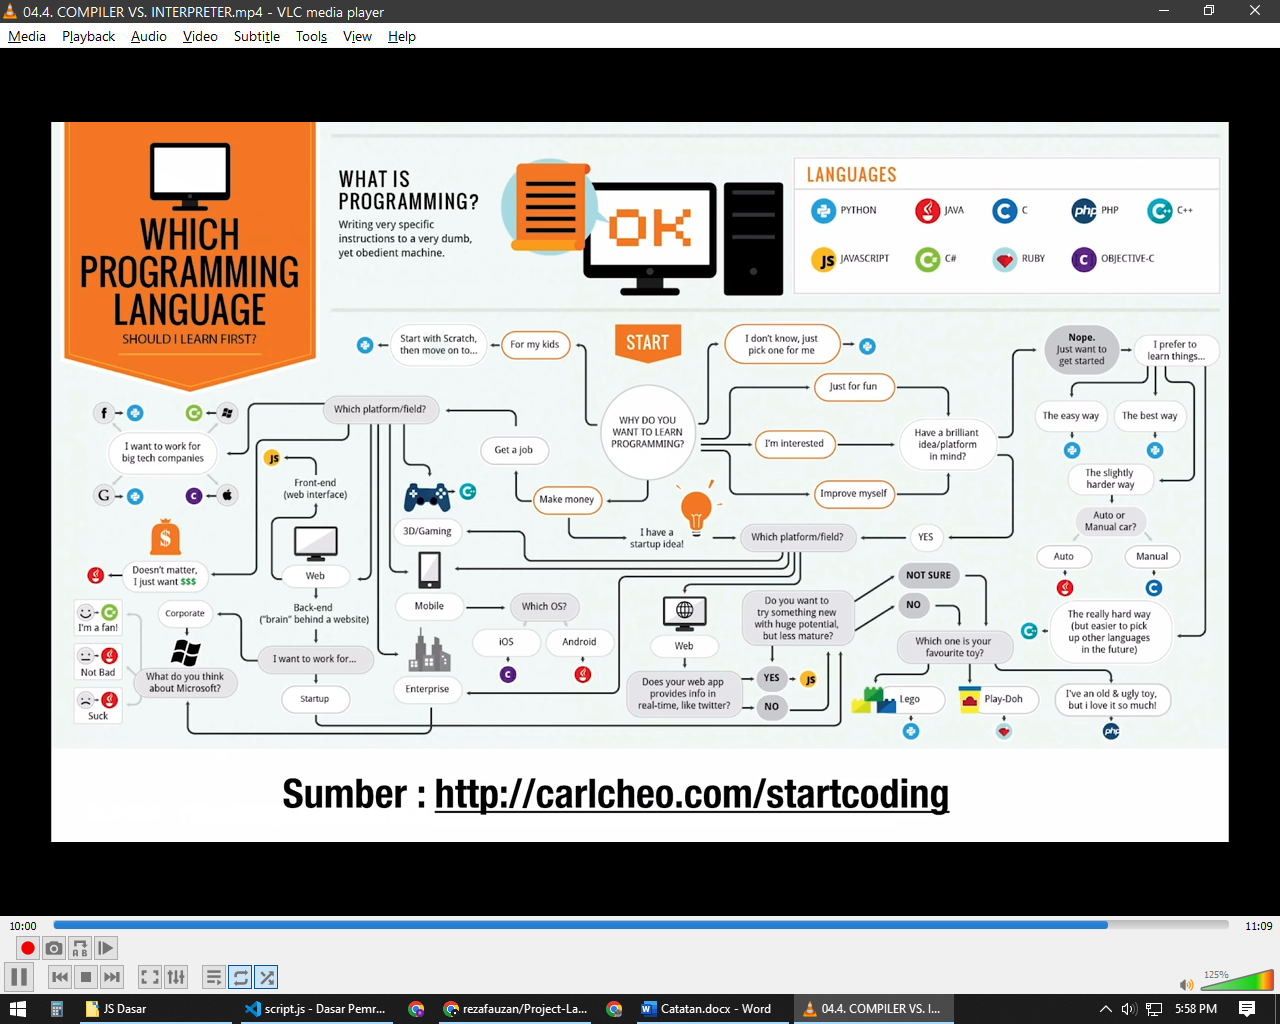 04.4. COMPILER VS. INTERPRETER.mp4 - VLC media player
Media Playback Audio Video Subtitle Tools View Help
WHICH
PROGRAMMING
LANGUAGE
SHOULD I LEARN FIRST?
WHAT IS
PROGRAMMING?
Writing very specific
instructions to a very dumb,
yet obedient machine.
OK
LANGUAGES
PYTHON
JAVA
C
PHP
php
C++
JS
JAVASCRIPT
C#
RUBY
C
OBJECTIVE-C
START
Start with Scratch,
then move on to...
For my kids
I don't know, just
pick one for me
Nope.
Just want to
get started
I prefer to
learn things...
Just for fun
I'm interested
Improve myself
WHY DO YOU
WANT TO LEARN
PROGRAMMING?
Have a brilliant
idea/platform
in mind?
The easy way
The best way
The slightly
harder way
Auto or
Manual car?
Auto
Manual
C
The really hard way
(but easier to pick
up other languages
in the future)
Which platform/field?
Get a job
Make money
I have a
startup idea!
Which platform/field?
YES
f
I want to work for
big tech companies
G
C
$
Doesn't matter,
I just want $$$
JS
Front-end
(web interface)
Web
Back-end
("brain" behind a website)
I want to work for...
Startup
Corporate
What do you think
about Microsoft?
I'm a fan!
Not Bad
Suck
3D/Gaming
Mobile
Which OS?
iOS
Android
C
Enterprise
Web
Does your web app
provides info in
real-time, like twitter?
YES
JS
NO
Do you want to
try something new
with huge potential,
but less mature?
NOT SURE
NO
Which one is your
favourite toy?
Lego
Play-Doh
I've an old & ugly toy,
but i love it so much!
php
Sumber : http://carlcheo.com/startcoding
10:00
11:09
125%
JS Dasar
script.js - Dasar Pemr...
rezafauzan/Project-La...
Catatan.docx - Word
04.4. COMPILER VS. I...
5:58 PM